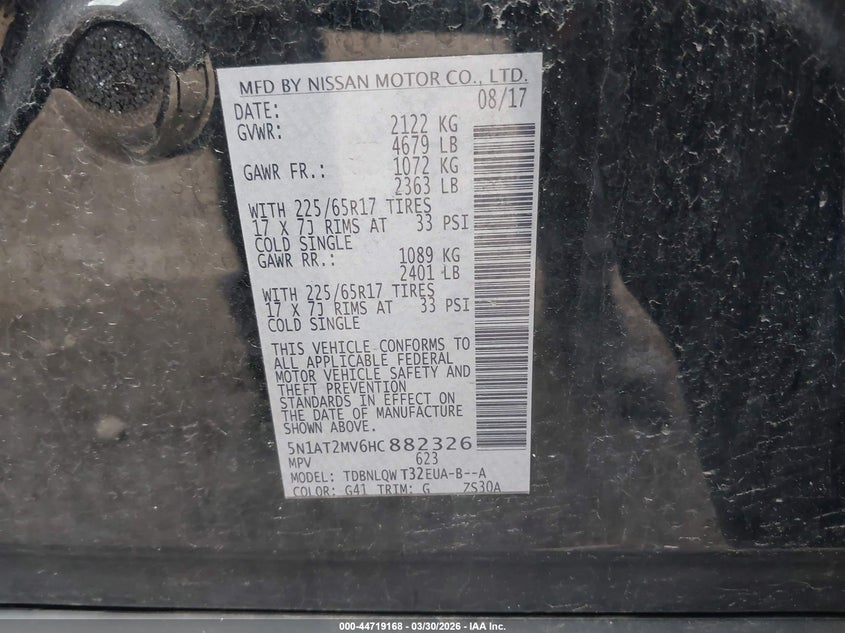 MFD BY NISSAN MOTOR CO., LTD.
DATE: 08/17
GVWR: 2122 KG
4679 LB
GAWR FR.: 1072 KG
2363 LB
WITH 225/65R17 TIRES
17 X 7J RIMS AT 33 PSI
COLD SINGLE
GAWR RR.: 1089 KG
2401 LB
WITH 225/65R17 TIRES
17 X 7J RIMS AT 33 PSI
COLD SINGLE
THIS VEHICLE CONFORMS TO
ALL APPLICABLE FEDERAL
MOTOR VEHICLE SAFETY AND
THEFT PREVENTION
STANDARDS IN EFFECT ON
THE DATE OF MANUFACTURE
SHOWN ABOVE.
5N1AT2MV6HC882326
MPV 623
MODEL: TDBNLQW T32EUA-B--A
COLOR: G41 TRIM: G ZS30A
000-44719168 - 03/30/2026 - IAA Inc.